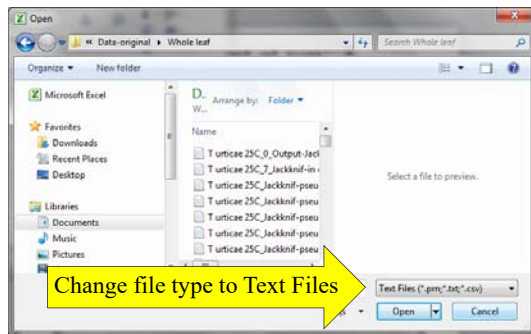 Open
« Data-original ▸ Whole leaf
Search Whole leaf
Organize ▾ New folder
Microsoft Excel
Favorites
Downloads
Recent Places
Desktop
Libraries
Documents
Music
Pictures
D..
W...
Arrange by: Folder ▾
Name
T urticae 25C_0_Output-Jack
T urticae 25C_7_Jackknif-in
T urticae 25C_Jackknif-pseu
T urticae 25C_Jackknif-pseu
T urticae 25C_Jackknif-pseu
T urticae 25C_Jackknif-pseu
T urticae 25C_Jackknif-pseu
Select a file to preview.
Change file type to Text Files
Text Files (*.prn;*.txt;*.csv)
Open
Cancel